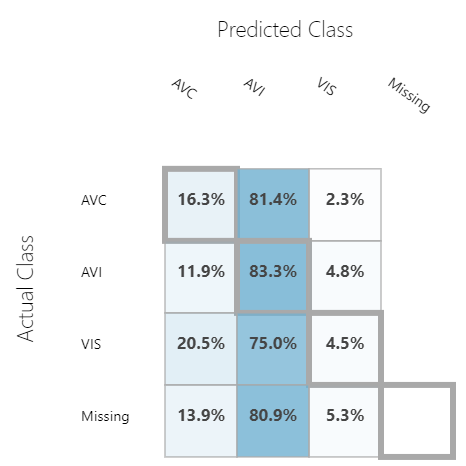 Predicted Class
AVC AVI VIS Missing
Actual Class
AVC 16.3% 81.4% 2.3%
AVI 11.9% 83.3% 4.8%
VIS 20.5% 75.0% 4.5%
Missing 13.9% 80.9% 5.3%